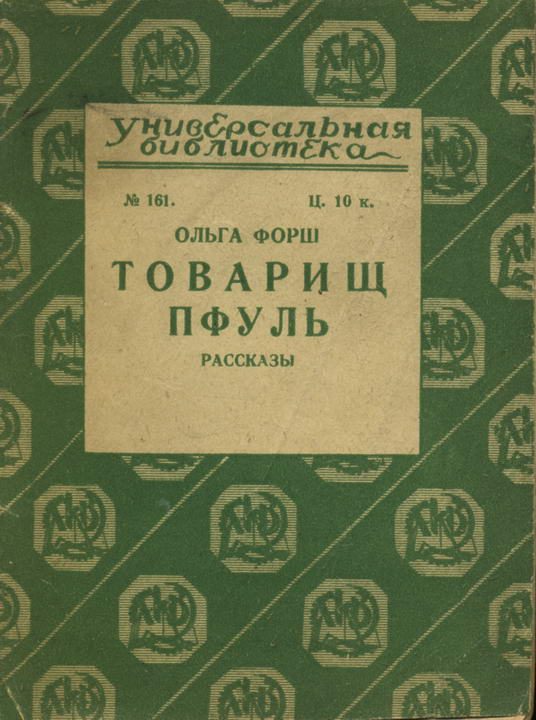 Универсальная
библиотека
№ 161.
Ц. 10 к.
ОЛЬГА ФОРШ
ТОВАРИЩ
ПФУЛЬ
РАССКАЗЫ